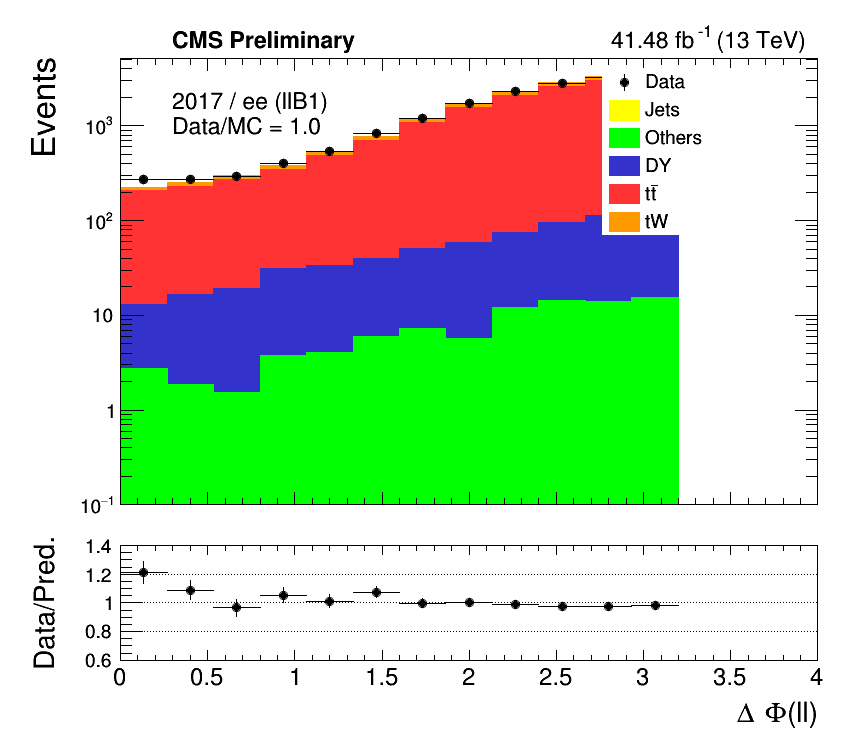 CMS Preliminary
41.48 fb⁻¹ (13 TeV)
Events
2017 / ee (llB1)
Data/MC = 1.0
Data
Jets
Others
DY
tt̄
tW
10³
10²
10
1
10⁻¹
Data/Pred.
1.4
1.2
1
0.8
0.6
0 0.5 1 1.5 2 2.5 3 3.5 4
Δ Φ(ll)